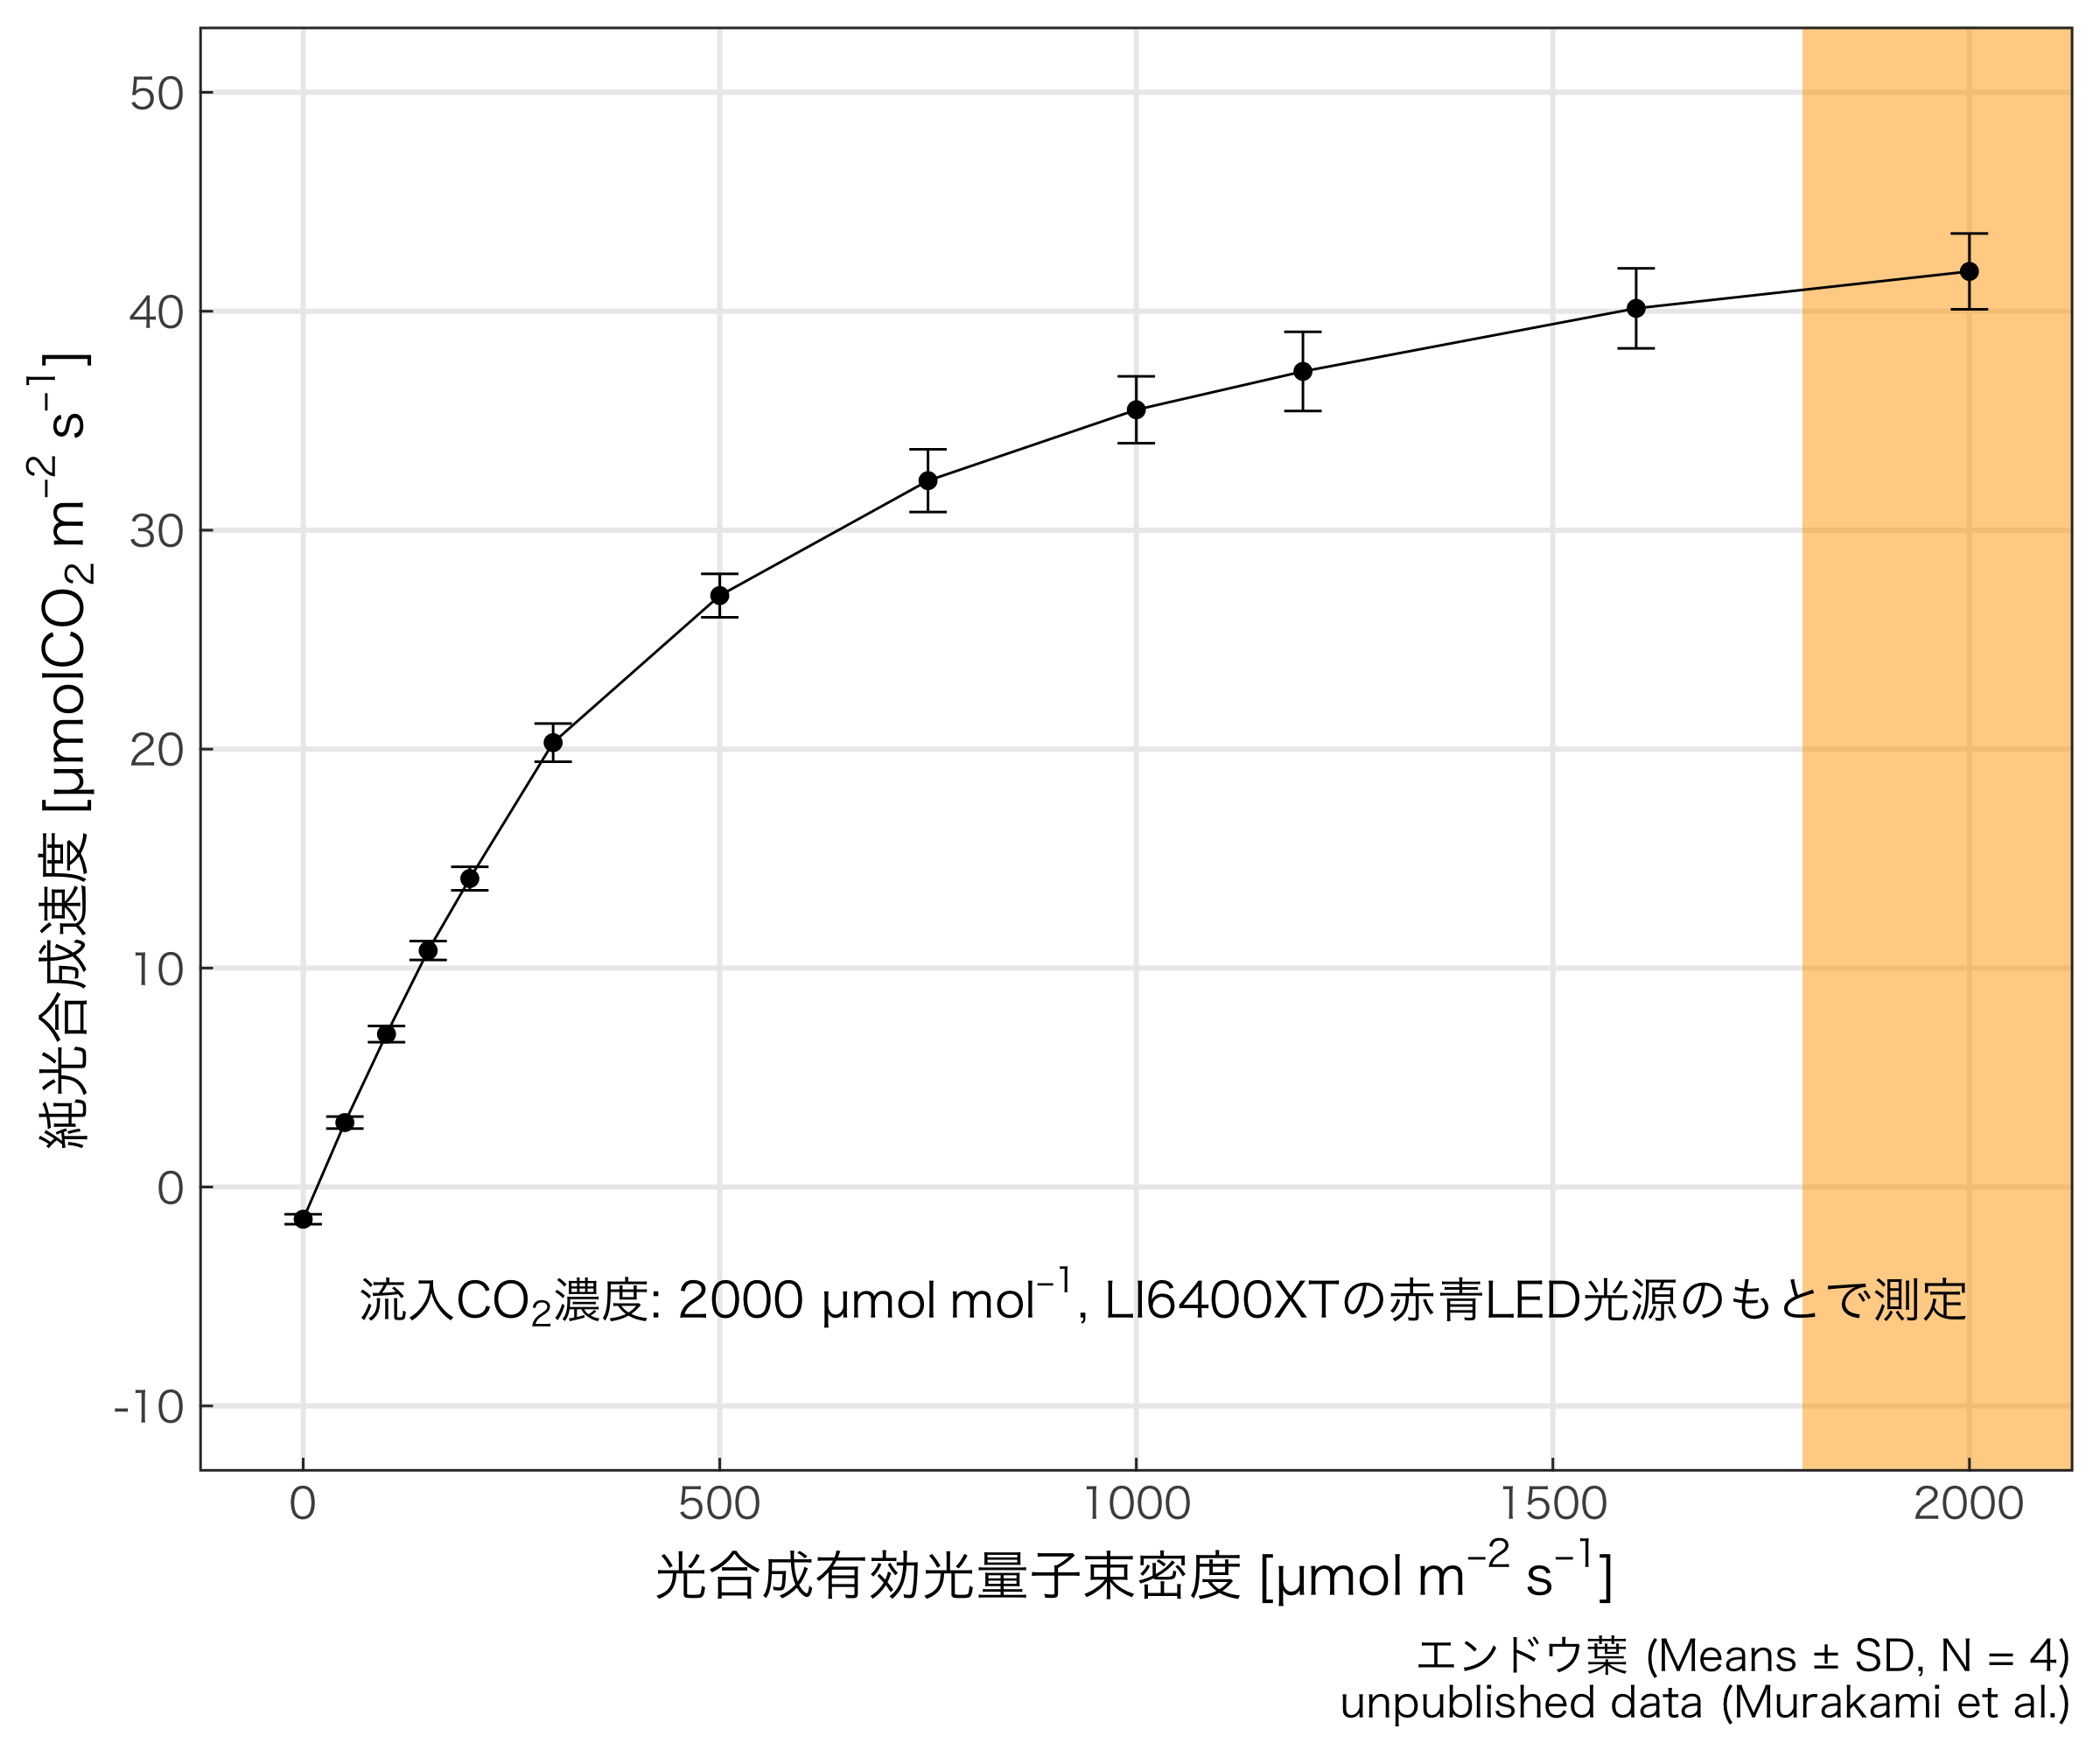 純光合成速度 [µmolCO₂ m⁻² s⁻¹]
50
40
30
20
10
0
-10
流入CO₂濃度: 2000 µmol mol⁻¹, LI6400XTの赤青LED光源のもとで測定
0 500 1000 1500 2000
光合成有効光量子束密度 [µmol m⁻² s⁻¹]
エンドウ葉 (Means ± SD, N = 4)
unpublished data (Murakami et al.)